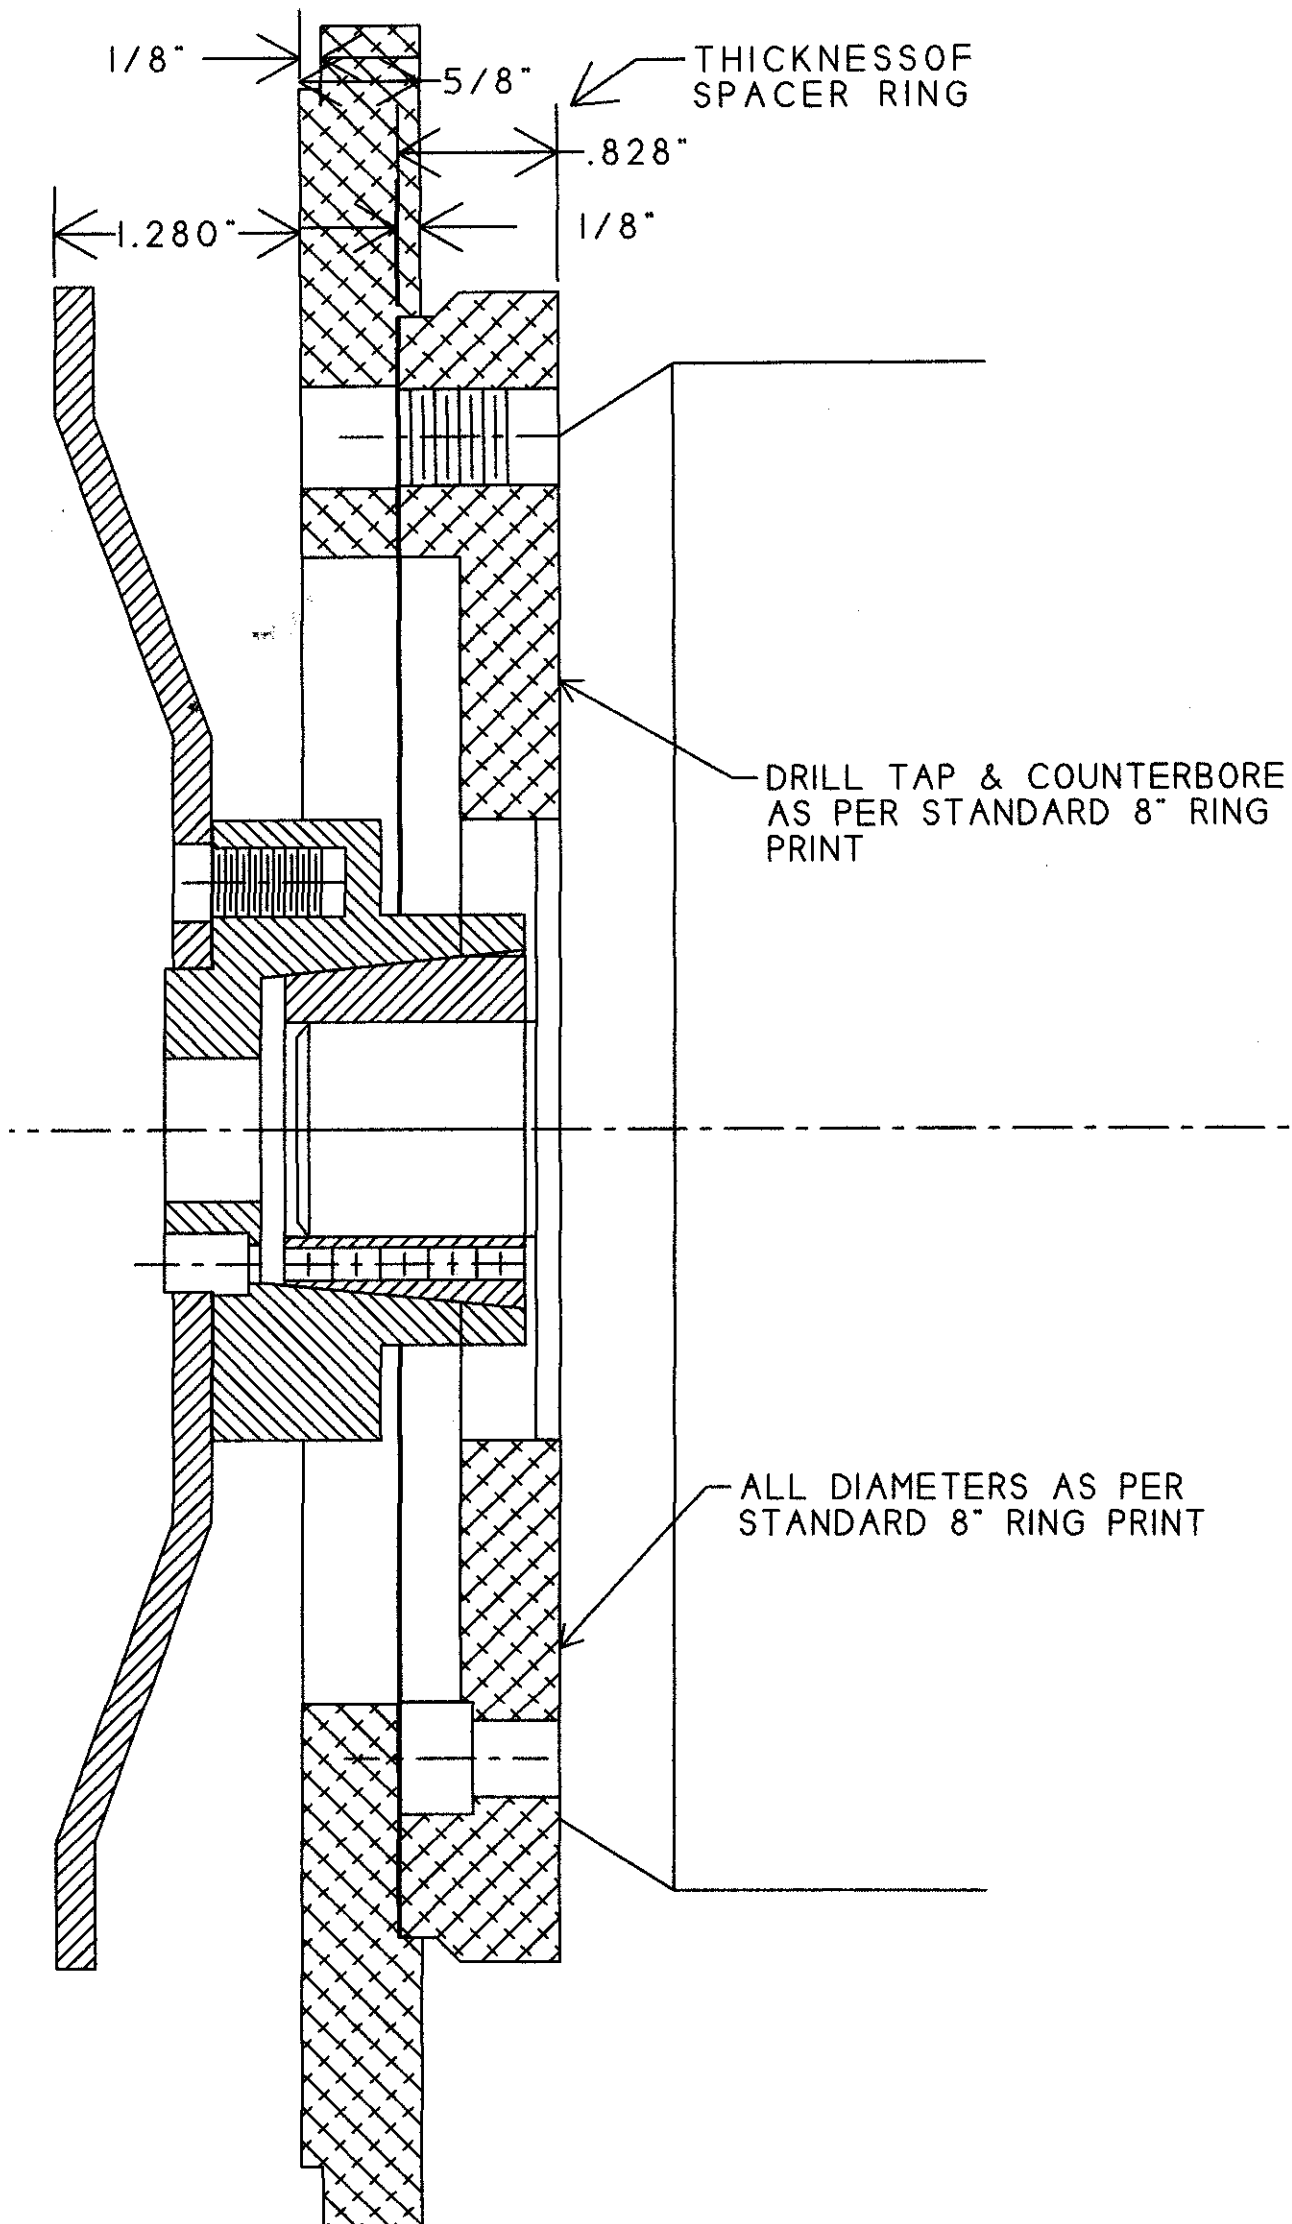 1/8"
5/8"
THICKNESSOF
SPACER RING
.828"
1.280"
1/8"
DRILL TAP & COUNTERBORE
AS PER STANDARD 8" RING
PRINT
ALL DIAMETERS AS PER
STANDARD 8" RING PRINT